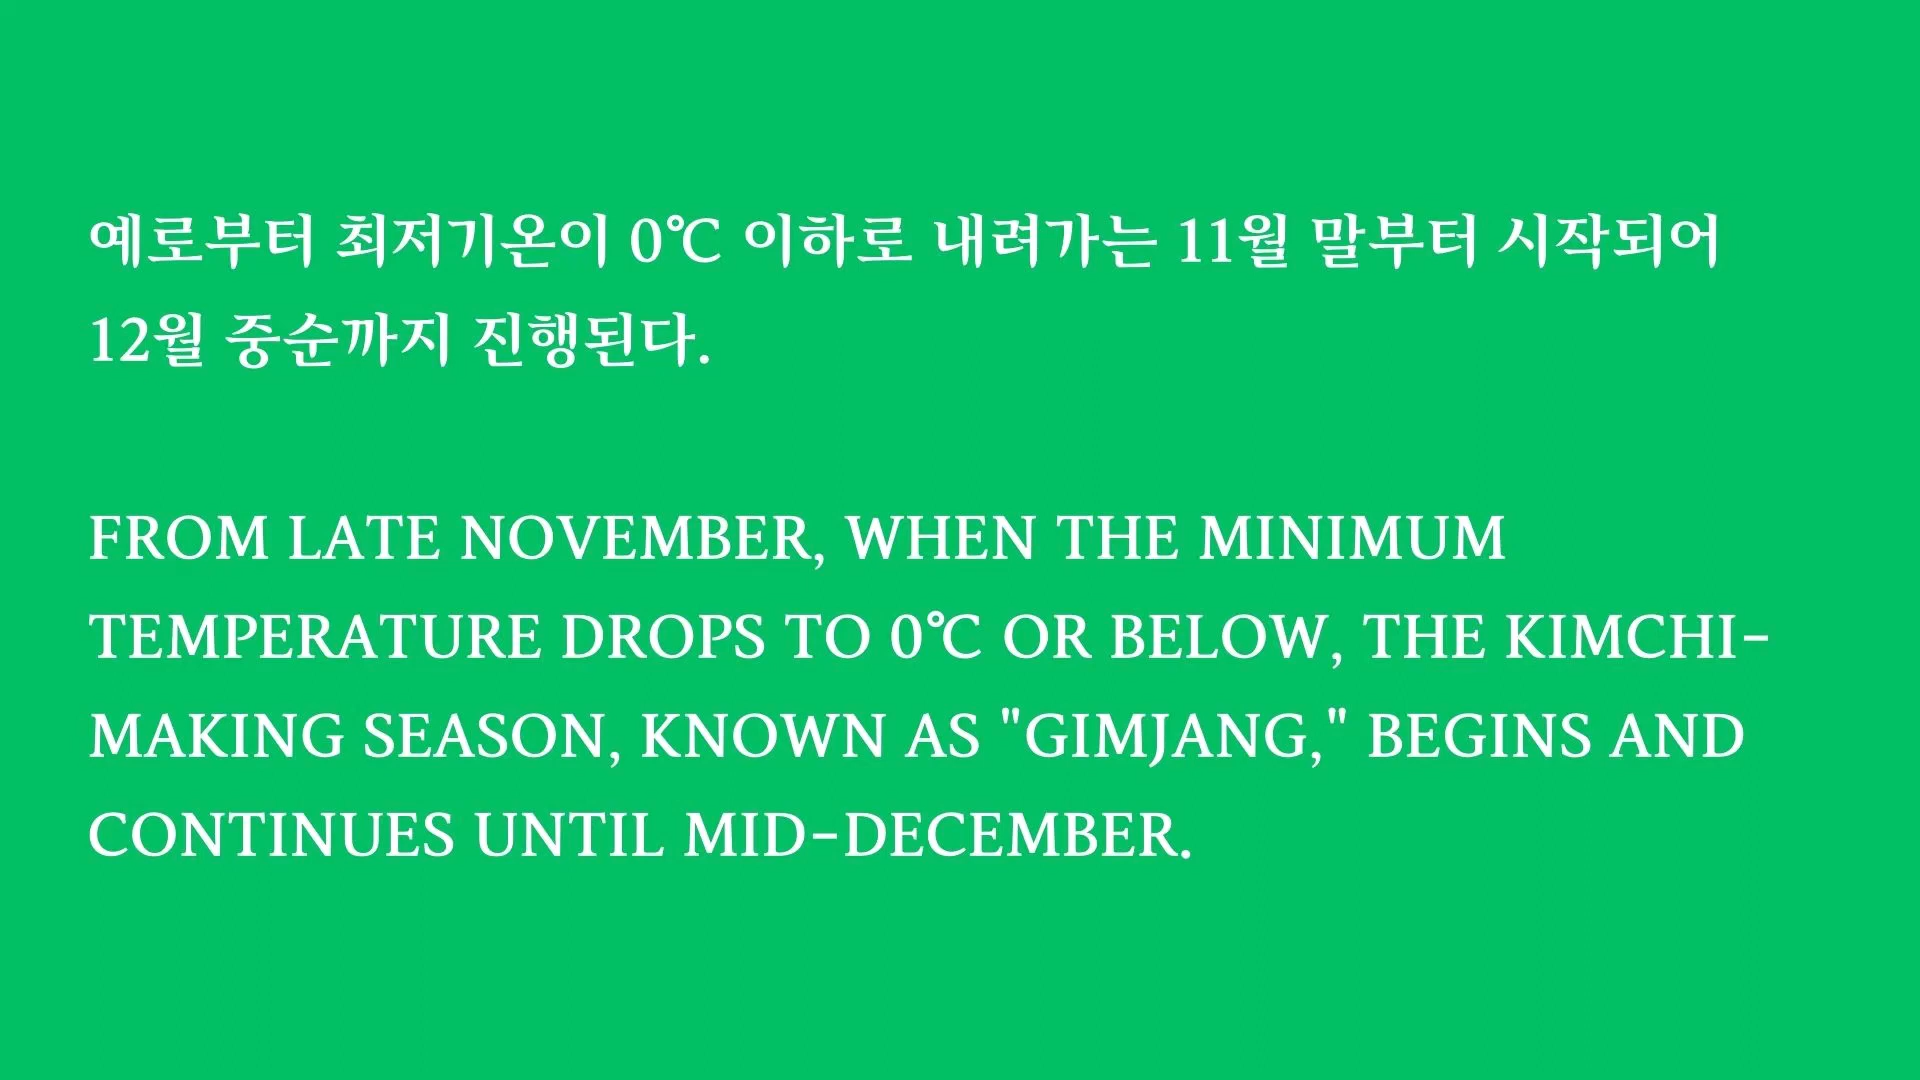 예로부터 최저기온이 0℃ 이하로 내려가는 11월 말부터 시작되어
12월 중순까지 진행된다.
FROM LATE NOVEMBER, WHEN THE MINIMUM
TEMPERATURE DROPS TO 0℃ OR BELOW, THE KIMCHI-
MAKING SEASON, KNOWN AS "GIMJANG," BEGINS AND
CONTINUES UNTIL MID-DECEMBER.